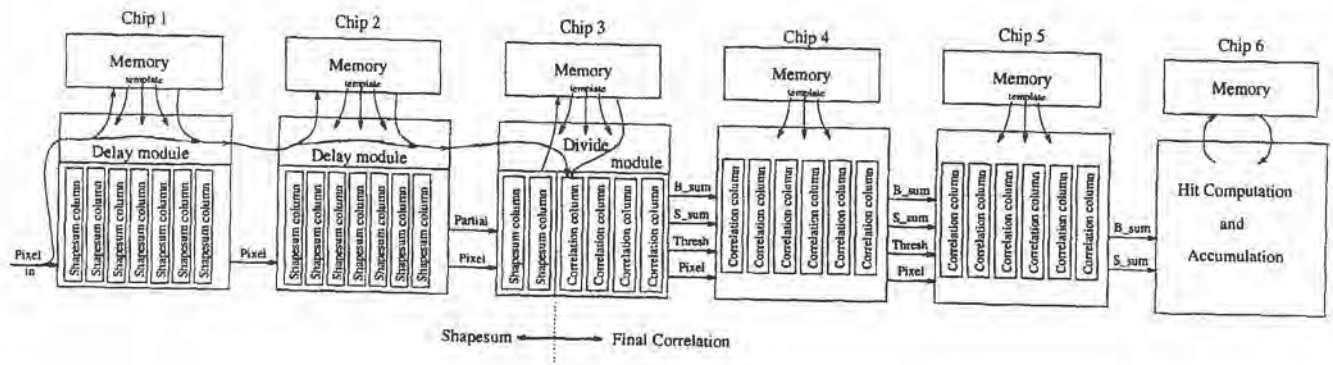 Chip 1
Memory
template
Delay module
Shapesum column
Shapesum column
Shapesum column
Shapesum column
Shapesum column
Shapesum column
Shapesum column
Pixel
in
Pixel
Chip 2
Memory
template
Delay module
Shapesum column
Shapesum column
Shapesum column
Shapesum column
Shapesum column
Shapesum column
Shapesum column
Partial
Pixel
Chip 3
Memory
template
Divide
module
Shapesum column
Shapesum column
Correlation column
Correlation column
Correlation column
Correlation column
Correlation column
B_sum
S_sum
Thresh
Pixel
Chip 4
Memory
template
Correlation column
Correlation column
Correlation column
Correlation column
Correlation column
Correlation column
B_sum
S_sum
Thresh
Pixel
Chip 5
Memory
template
Correlation column
Correlation column
Correlation column
Correlation column
Correlation column
Correlation column
B_sum
S_sum
Chip 6
Memory
Hit Computation
and
Accumulation
Shapesum
Final Correlation